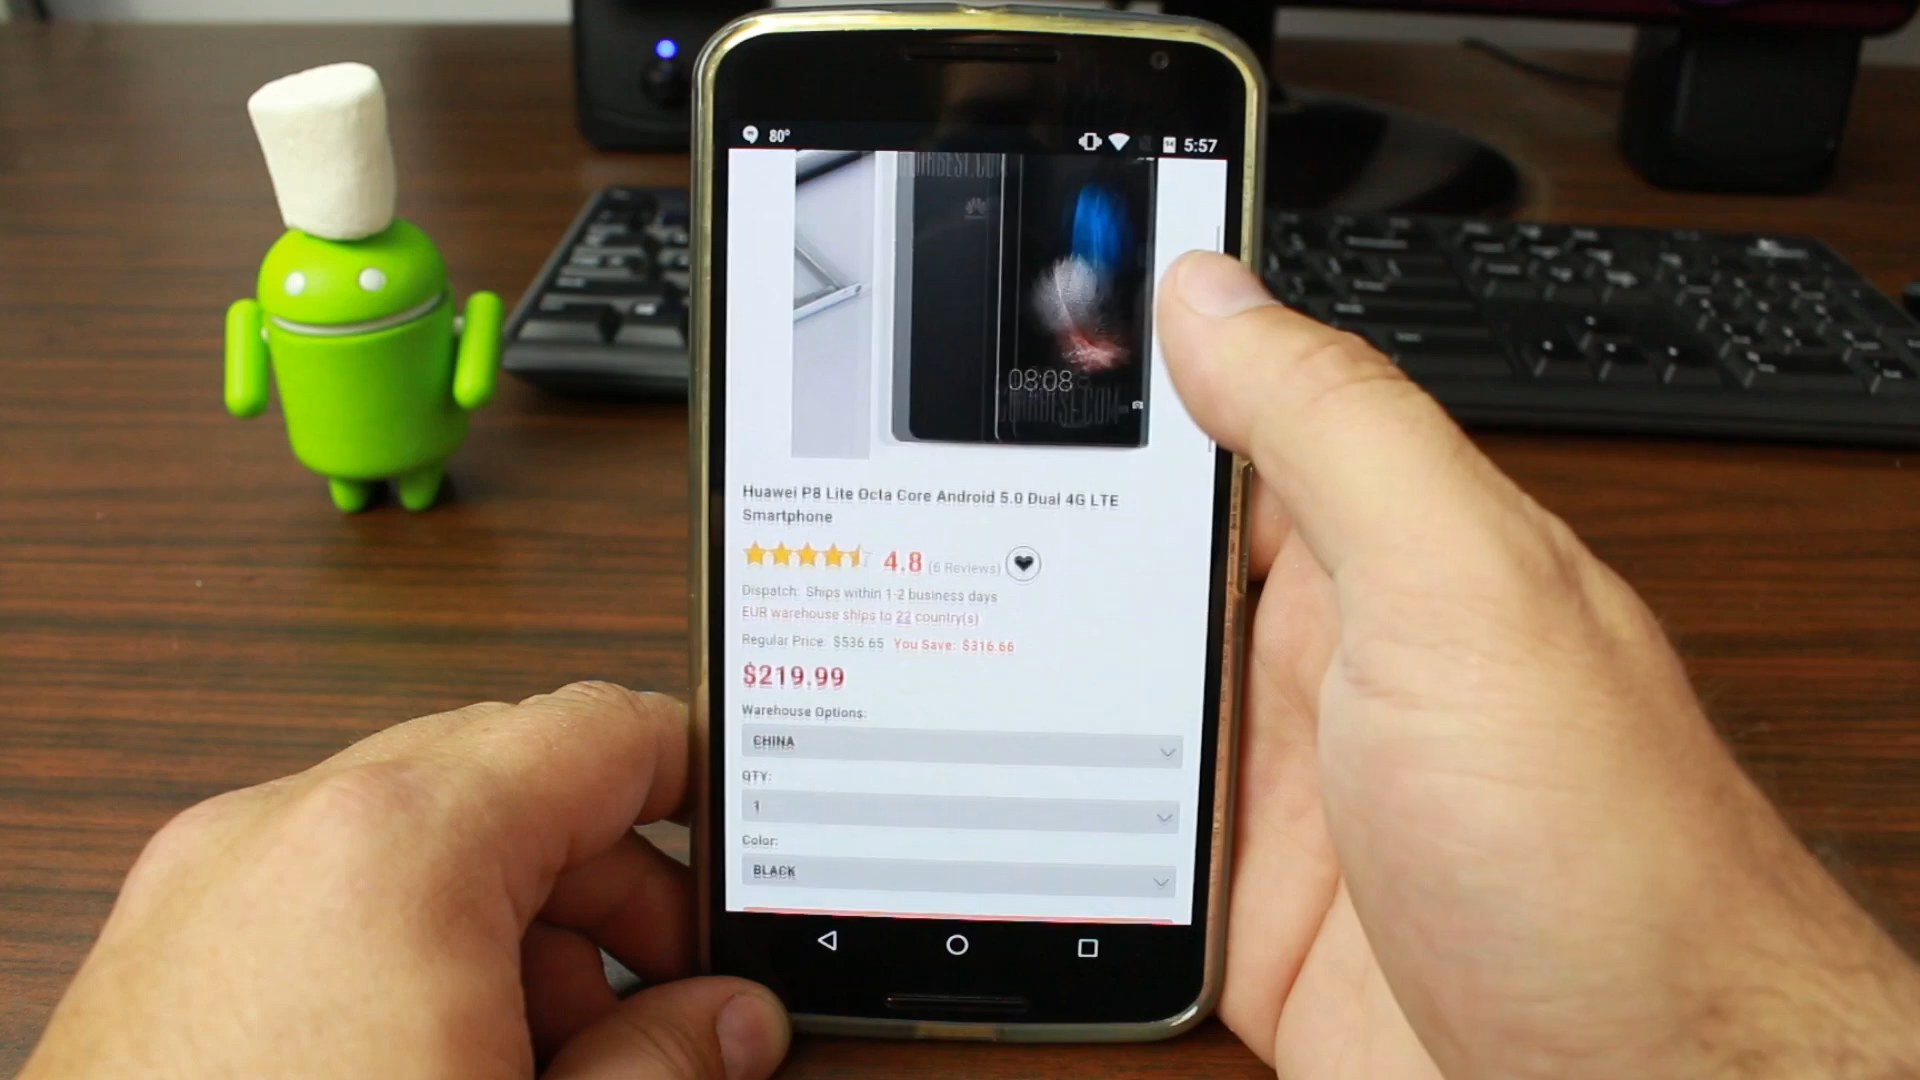 80°
5:57
08:08
Huawei P8 Lite Octa Core Android 5.0 Dual 4G LTE
Smartphone
4.8 (6 Reviews)
Dispatch: Ships within 1-2 business days
EUR warehouse ships to 22 country(s)
Regular Price: $536.65 You Save: $316.66
$219.99
Warehouse Options:
CHINA
QTY:
1
Color:
BLACK